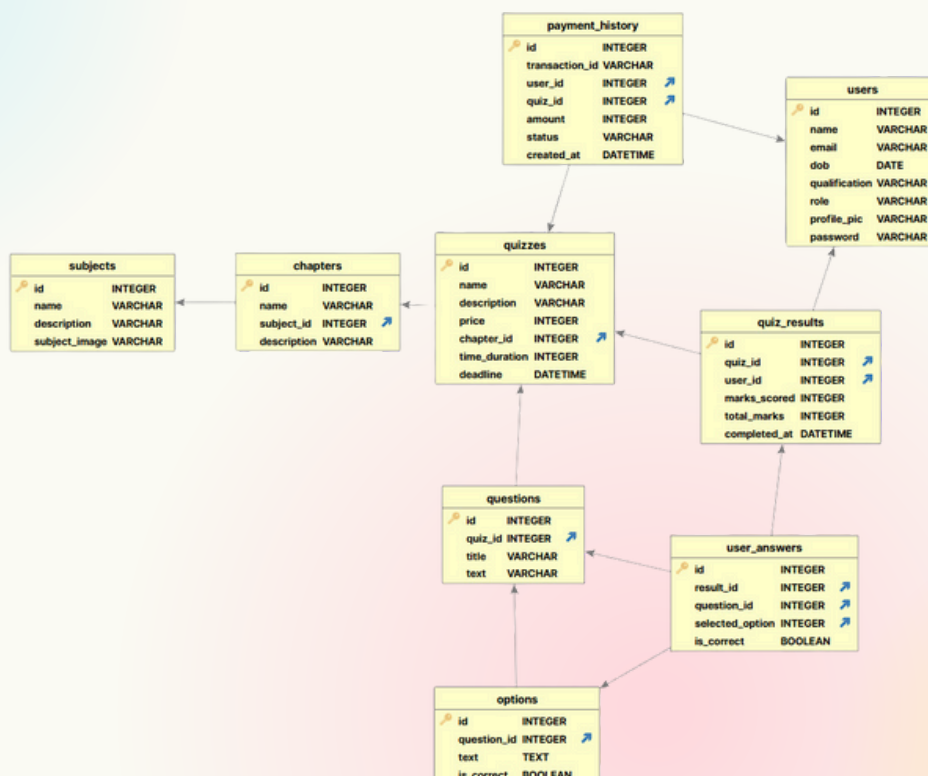 payment_history
id INTEGER
transaction_id VARCHAR
user_id INTEGER
quiz_id INTEGER
amount INTEGER
status VARCHAR
created_at DATETIME
users
id INTEGER
name VARCHAR
email VARCHAR
dob DATE
qualification VARCHAR
role VARCHAR
profile_pic VARCHAR
password VARCHAR
subjects
id INTEGER
name VARCHAR
description VARCHAR
subject_image VARCHAR
chapters
id INTEGER
name VARCHAR
subject_id INTEGER
description VARCHAR
quizzes
id INTEGER
name VARCHAR
description VARCHAR
price INTEGER
chapter_id INTEGER
time_duration INTEGER
deadline DATETIME
quiz_results
id INTEGER
quiz_id INTEGER
user_id INTEGER
marks_scored INTEGER
total_marks INTEGER
completed_at DATETIME
questions
id INTEGER
quiz_id INTEGER
title VARCHAR
text VARCHAR
user_answers
id INTEGER
result_id INTEGER
question_id INTEGER
selected_option INTEGER
is_correct BOOLEAN
options
id INTEGER
question_id INTEGER
text TEXT
is_correct BOOLEAN